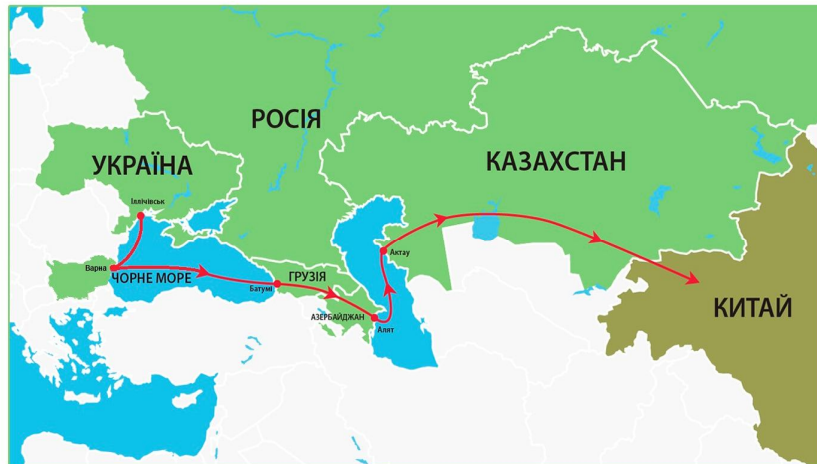 РОСІЯ
УКРАЇНА
КАЗАХСТАН
Іллічівськ
Актау
Варна
ЧОРНЕ МОРЕ
ГРУЗІЯ
Батумі
КИТАЙ
АЗЕРБАЙДЖАН
Алят